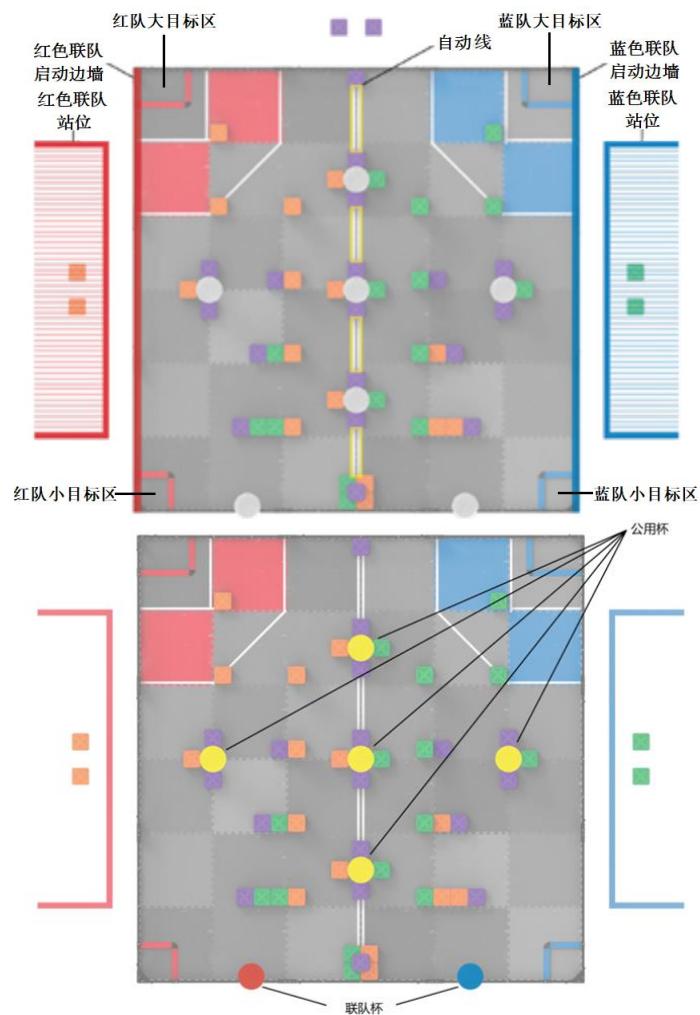 红队大目标区
蓝队大目标区
自动线
红色联队
启动边墙
蓝色联队
启动边墙
红色联队
站位
蓝色联队
站位
红队小目标区
蓝队小目标区
公用杯
联队杯